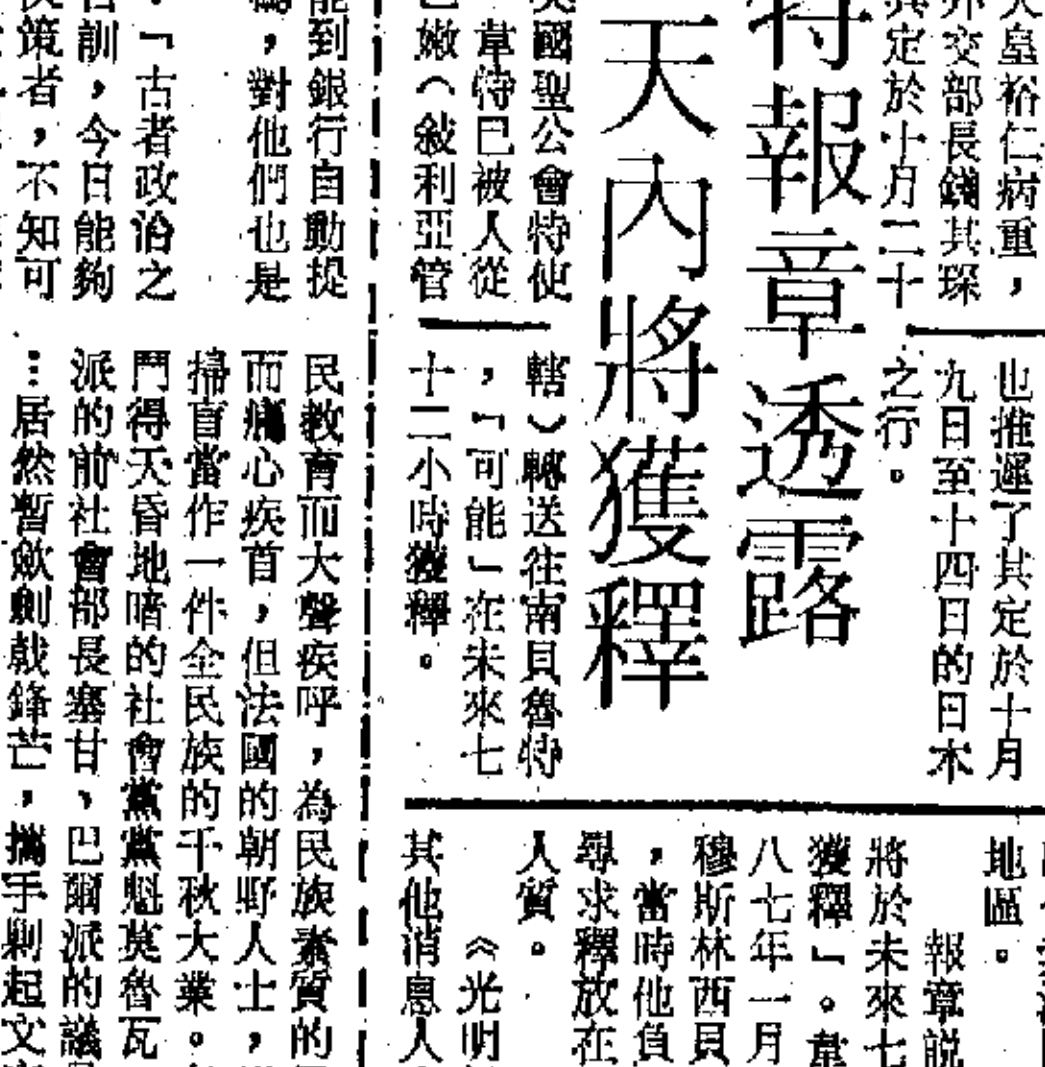 天皇裕仁病重，
外交部長錢其琛
其定於十月二十
也推遲了其定於十月
九日至十四日的日本
之行。
特報章透露
天內將獲釋
英國聖公會特使
韋特已被人從
巴嫩（敍利亞管
轄）轉送往南貝魯特
，「可能」在未來七
十二小時獲釋。
地區。
報章說
將於未來七
獲釋」。韋
八七年一月
穆斯林西貝
，當時他負
尋求釋放在
人質。
《光明
其他消息人
能到銀行自動提
，對他們也是
。「古者政治之
訓，今日能夠
策者，不知可
民教育而大聲疾呼，為民族素質的
而痛心疾首，但法國的朝野人士，
掃盲當作一件全民族的千秋大業。
鬥得天昏地暗的社會黨黨魁莫魯瓦
派的前社會部長塞甘、巴爾派的議
…居然暫斂劍戟鋒芒，攜手剿起文